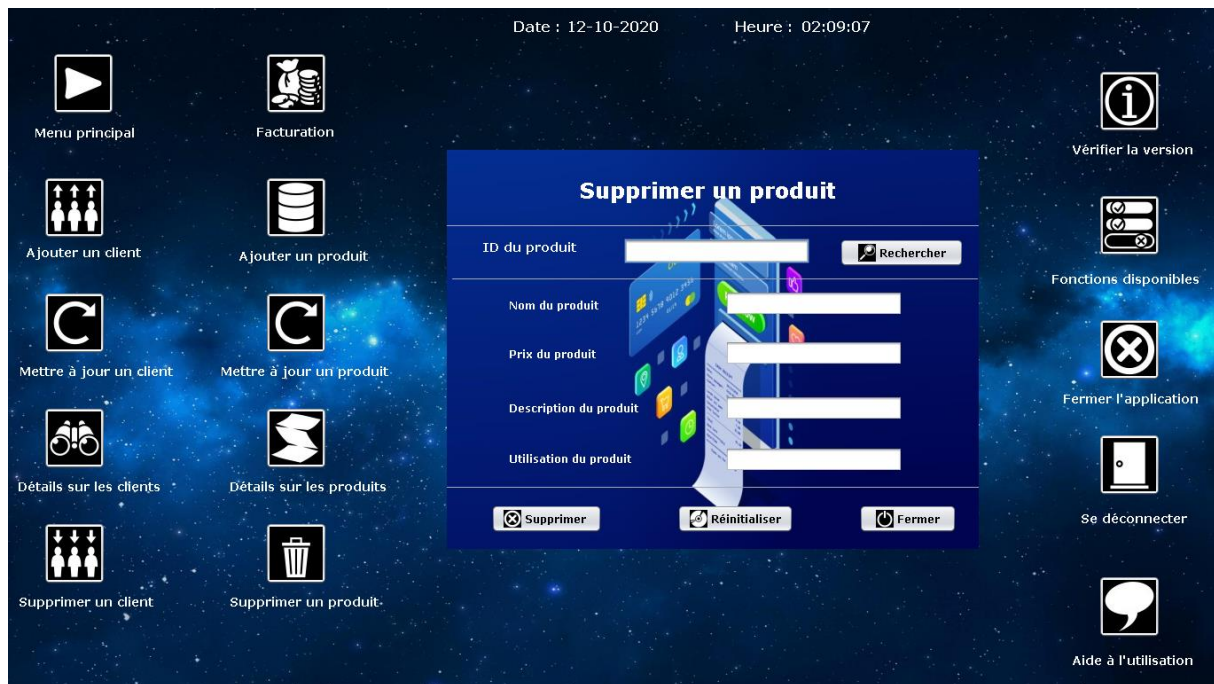 Date : 12-10-2020 Heure : 02:09:07
Menu principal
Facturation
Ajouter un client
Ajouter un produit
Mettre à jour un client
Mettre à jour un produit
Détails sur les clients
Détails sur les produits
Supprimer un client
Supprimer un produit
Supprimer un produit
ID du produit
Rechercher
Nom du produit
Prix du produit
Description du produit
Utilisation du produit
Supprimer
Réinitialiser
Fermer
Vérifier la version
Fonctions disponibles
Fermer l'application
Se déconnecter
Aide à l'utilisation